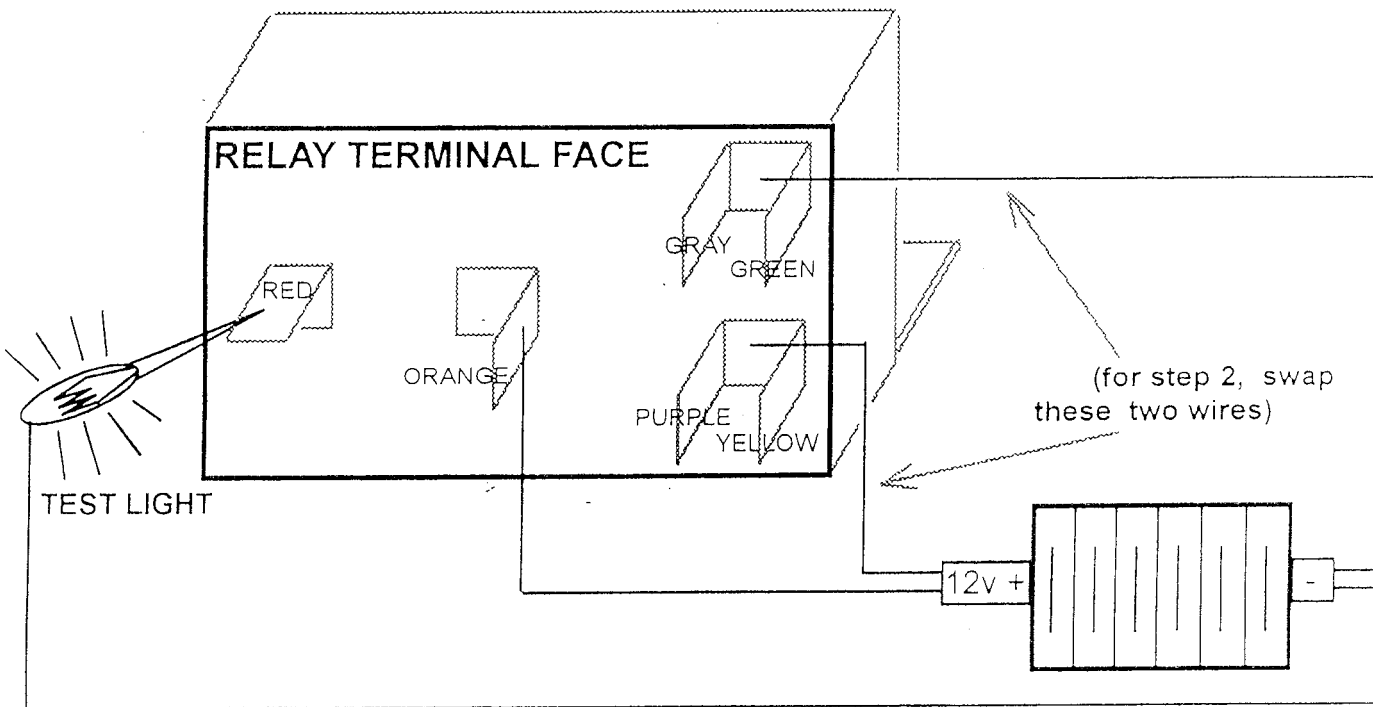 RELAY TERMINAL FACE
GRAY
GREEN
RED
ORANGE
PURPLE
YELLOW
(for step 2, swap
these two wires)
TEST LIGHT
12v +
-